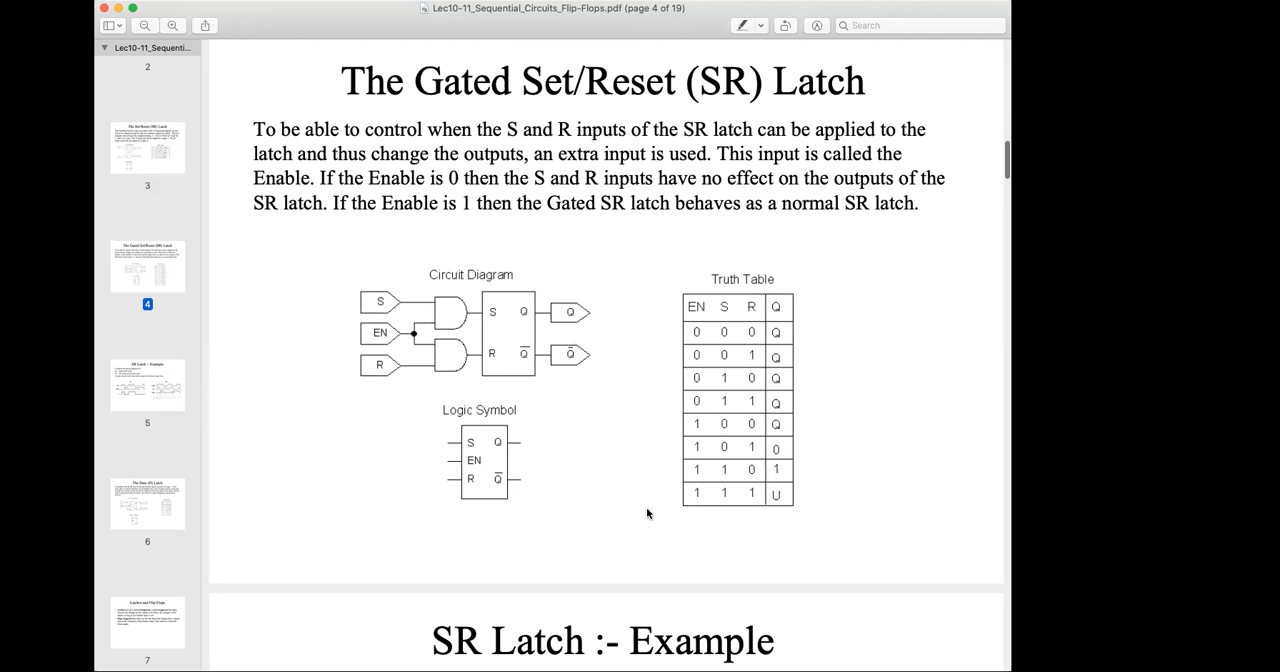 Lec10-11_Sequential_Circuits_Flip-Flops.pdf (page 4 of 19)
Search
Lec10-11_Sequenti...
2
3
4
5
6
7
The Gated Set/Reset (SR) Latch
To be able to control when the S and R inputs of the SR latch can be applied to the
latch and thus change the outputs, an extra input is used. This input is called the
Enable. If the Enable is 0 then the S and R inputs have no effect on the outputs of the
SR latch. If the Enable is 1 then the Gated SR latch behaves as a normal SR latch.
Circuit Diagram
S
EN
R
S Q
R Q̅
Q
Q̅
Logic Symbol
S Q
EN
R Q̅
Truth Table
EN S R Q
0 0 0 Q
0 0 1 Q
0 1 0 Q
0 1 1 Q
1 0 0 Q
1 0 1 0
1 1 0 1
1 1 1 U
SR Latch :- Example